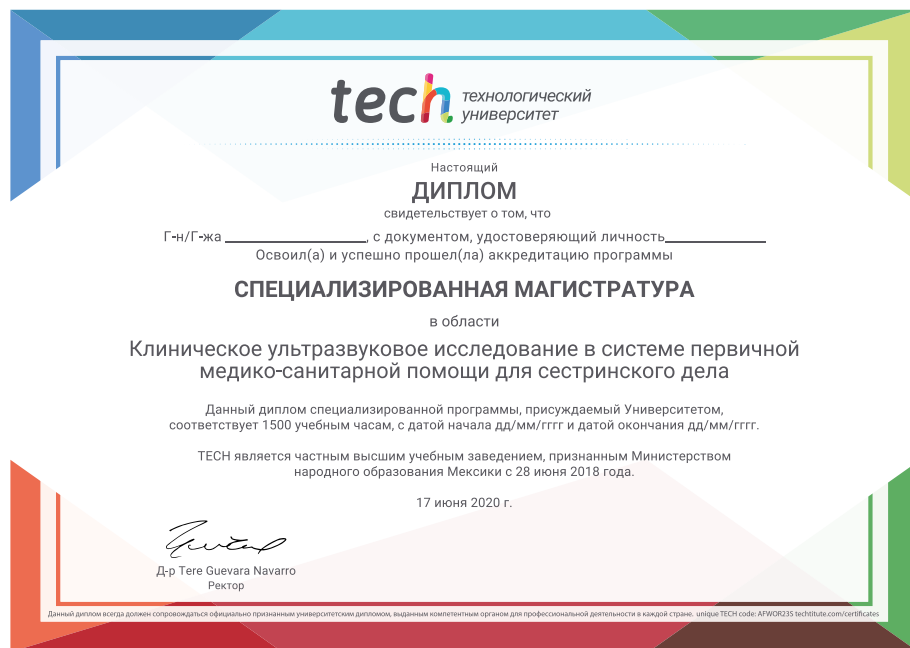 tech технологический
университет
Настоящий
ДИПЛОМ
свидетельствует о том, что
Г-н/Г-жа ____________, с документом, удостоверяющий личность____________
Освоил(а) и успешно прошел(ла) аккредитацию программы
СПЕЦИАЛИЗИРОВАННАЯ МАГИСТРАТУРА
в области
Клиническое ультразвуковое исследование в системе первичной
медико-санитарной помощи для сестринского дела
Данный диплом специализированной программы, присуждаемый Университетом,
соответствует 1500 учебным часам, с датой начала дд/мм/гггг и датой окончания дд/мм/гггг.
TECH является частным высшим учебным заведением, признанным Министерством
народного образования Мексики с 28 июня 2018 года.
17 июня 2020 г.
Д-р Tere Guevara Navarro
Ректор
Данный диплом всегда должен сопровождаться официально признанным университетским дипломом, выданным компетентным органом для профессиональной деятельности в каждой стране. unique TECH code: AFWOR23S techtitute.com/certificates